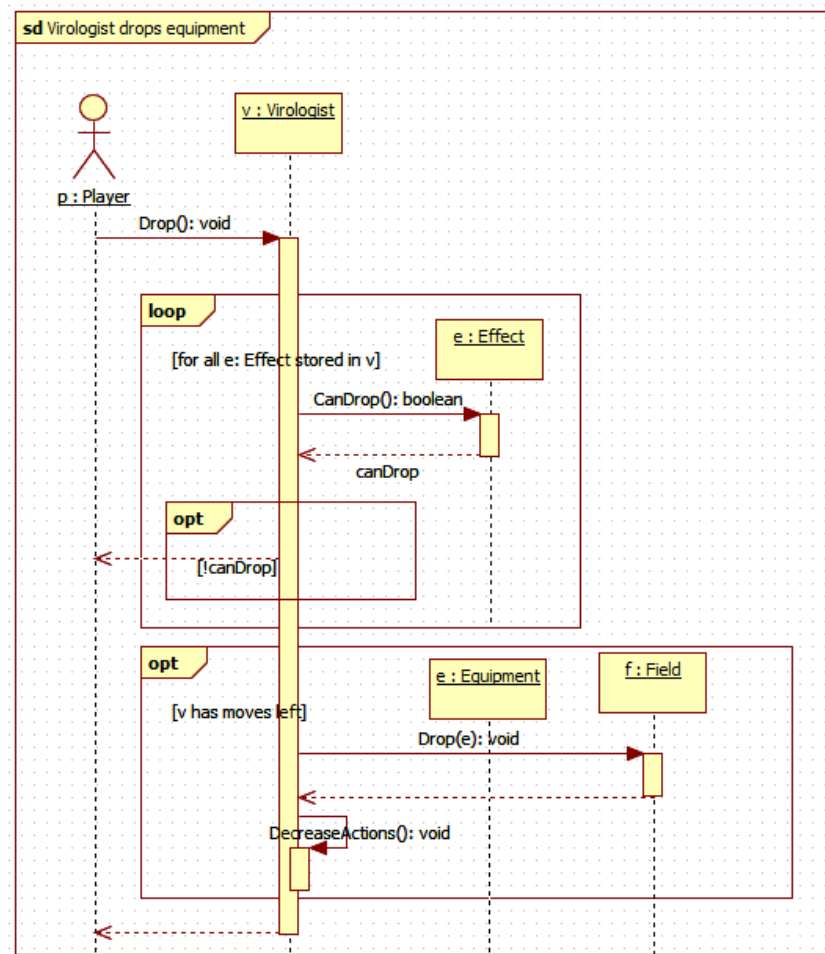 sd Virologist drops equipment
v : Virologist
p : Player
Drop(): void
loop
e : Effect
[for all e: Effect stored in v]
CanDrop(): boolean
canDrop
opt
[!canDrop]
opt
e : Equipment
f : Field
[v has moves left]
Drop(e): void
DecreaseActions(): void